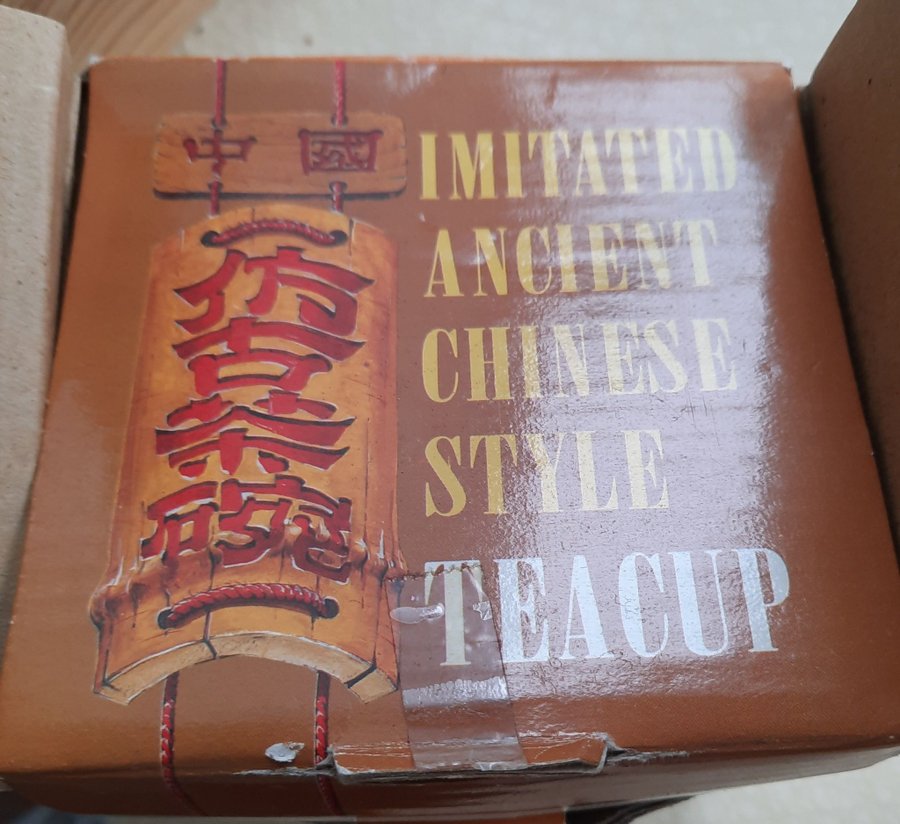 中國
仿古茶碗
IMITATED
ANCIENT
CHINESE
STYLE
TEACUP